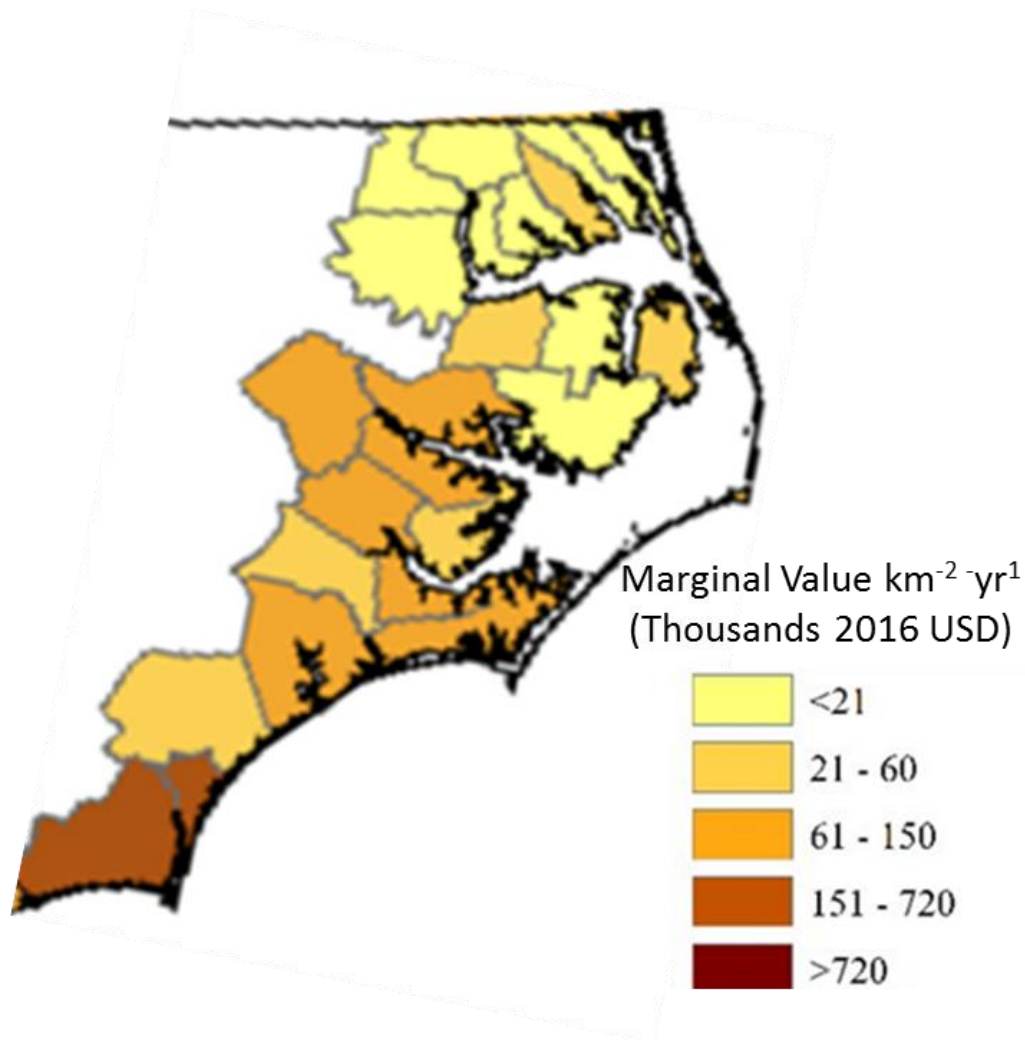 Marginal Value km⁻² ⁻yr¹
(Thousands 2016 USD)
<21
21 - 60
61 - 150
151 - 720
>720